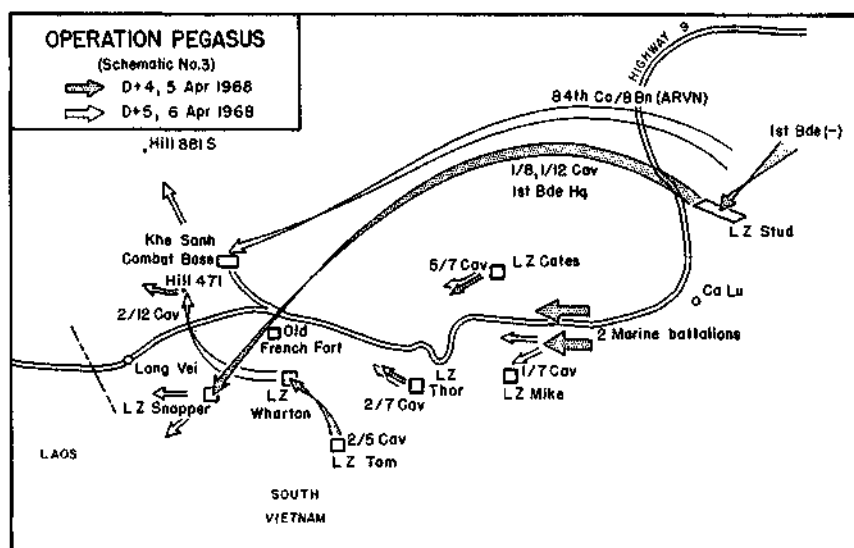 OPERATION PEGASUS
(Schematic No.3)
D+4, 5 Apr 1968
D+5, 6 Apr 1968
HIGHWAY 9
84th Co/8Bn (ARVN)
1st Bde (-)
.Hill 881 S
1/8, 1/12 Cav
1st Bde Hq
LZ Stud
Khe Sanh
Combat Base
LZ Cates
5/7 Cav
Hill 471
Ca Lu
2/12 Cav
Old
French Fort
2 Marine battalions
Lang Vei
LZ
Thor
1/7 Cav
LZ Mike
LZ Snapper
LZ
Wharton
2/7 Cav
2/5 Cav
LZ Tom
LAOS
SOUTH
VIETNAM